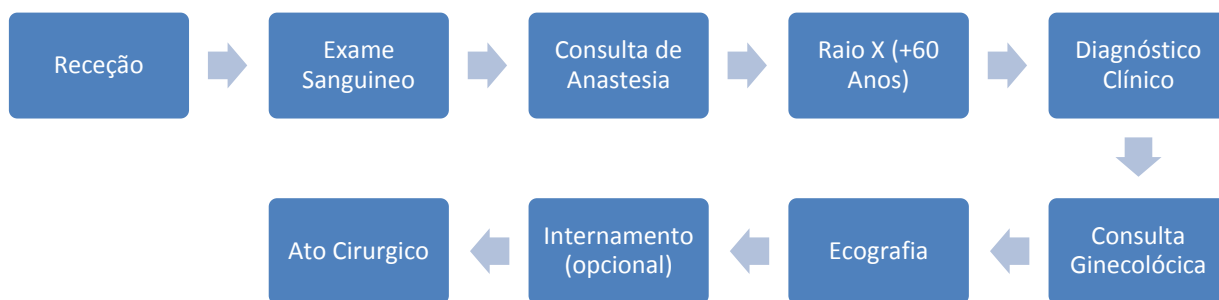 Receção
Exame
Sanguineo
Consulta de
Anastesia
Raio X (+60
Anos)
Diagnóstico
Clínico
Consulta
Ginecolócica
Ecografia
Internamento
(opcional)
Ato Cirurgico